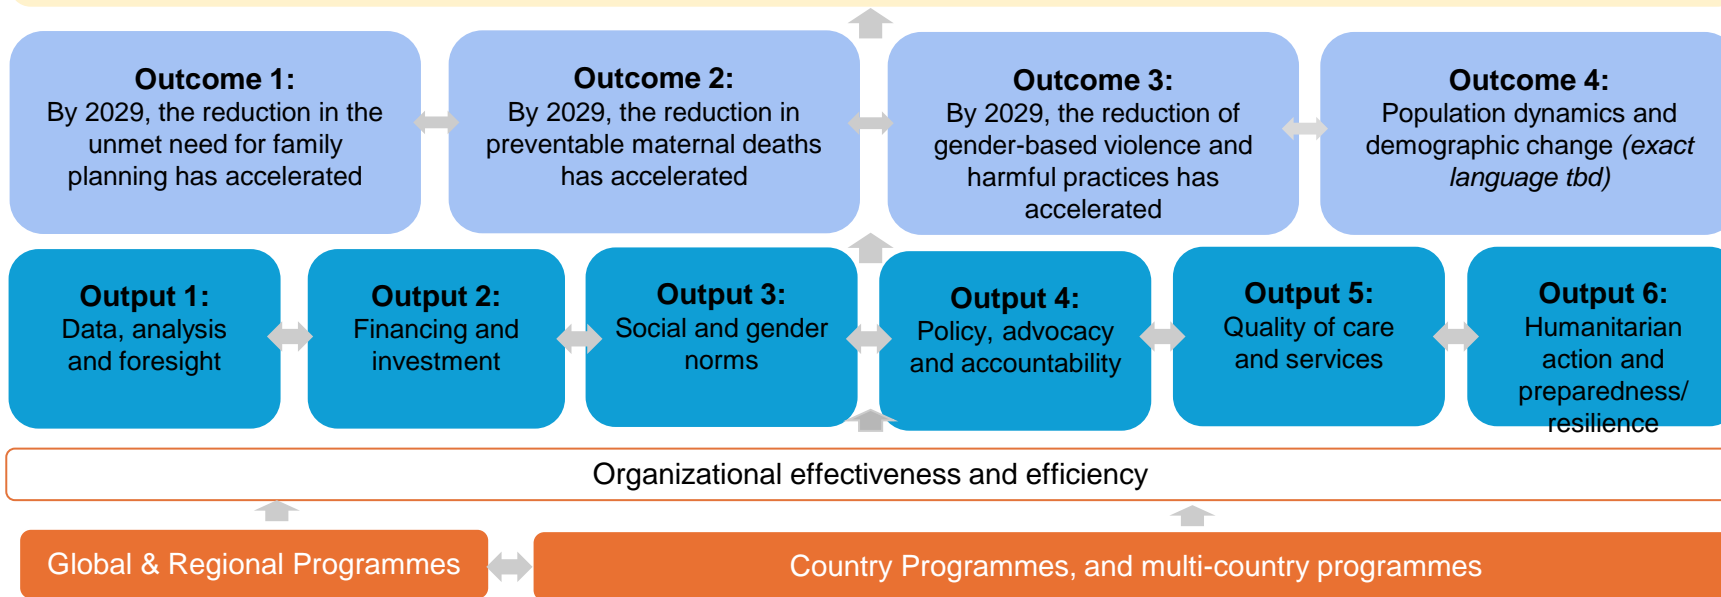 Outcome 1:
By 2029, the reduction in the
unmet need for family
planning has accelerated
Outcome 2:
By 2029, the reduction in
preventable maternal deaths
has accelerated
Outcome 3:
By 2029, the reduction of
gender-based violence and
harmful practices has
accelerated
Outcome 4:
Population dynamics and
demographic change (exact
language tbd)
Output 1:
Data, analysis
and foresight
Output 2:
Financing and
investment
Output 3:
Social and gender
norms
Output 4:
Policy, advocacy
and accountability
Output 5:
Quality of care
and services
Output 6:
Humanitarian
action and
preparedness/
resilience
Organizational effectiveness and efficiency
Global & Regional Programmes
Country Programmes, and multi-country programmes